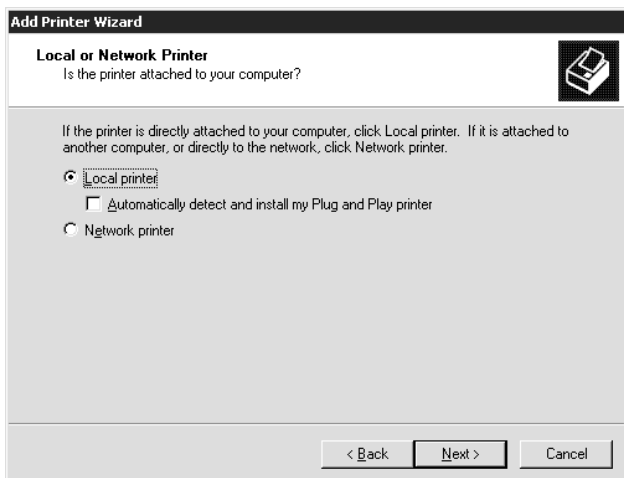 Add Printer Wizard
Local or Network Printer
Is the printer attached to your computer?
If the printer is directly attached to your computer, click Local printer. If it is attached to
another computer, or directly to the network, click Network printer.
Local printer
Automatically detect and install my Plug and Play printer
Network printer
< Back Next > Cancel